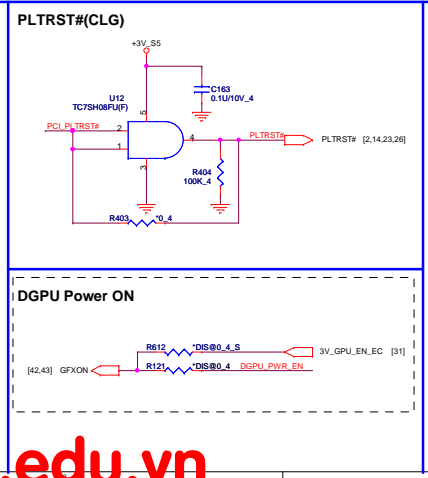 PLTRST#(CLG)
+3V_S5
C163
0.1U/10V_4
U12
TC7SH08FU(F)
5
PCI_PLTRST#
2
1
4
3
PLTRST#
PLTRST# [2,14,23,26]
R404
100K_4
R403 *0_4
DGPU Power ON
R612 *DIS@0_4_S
3V_GPU_EN_EC [31]
[42,43] GFXON
R121 *DIS@0_4 DGPU_PWR_EN
.edu.vn